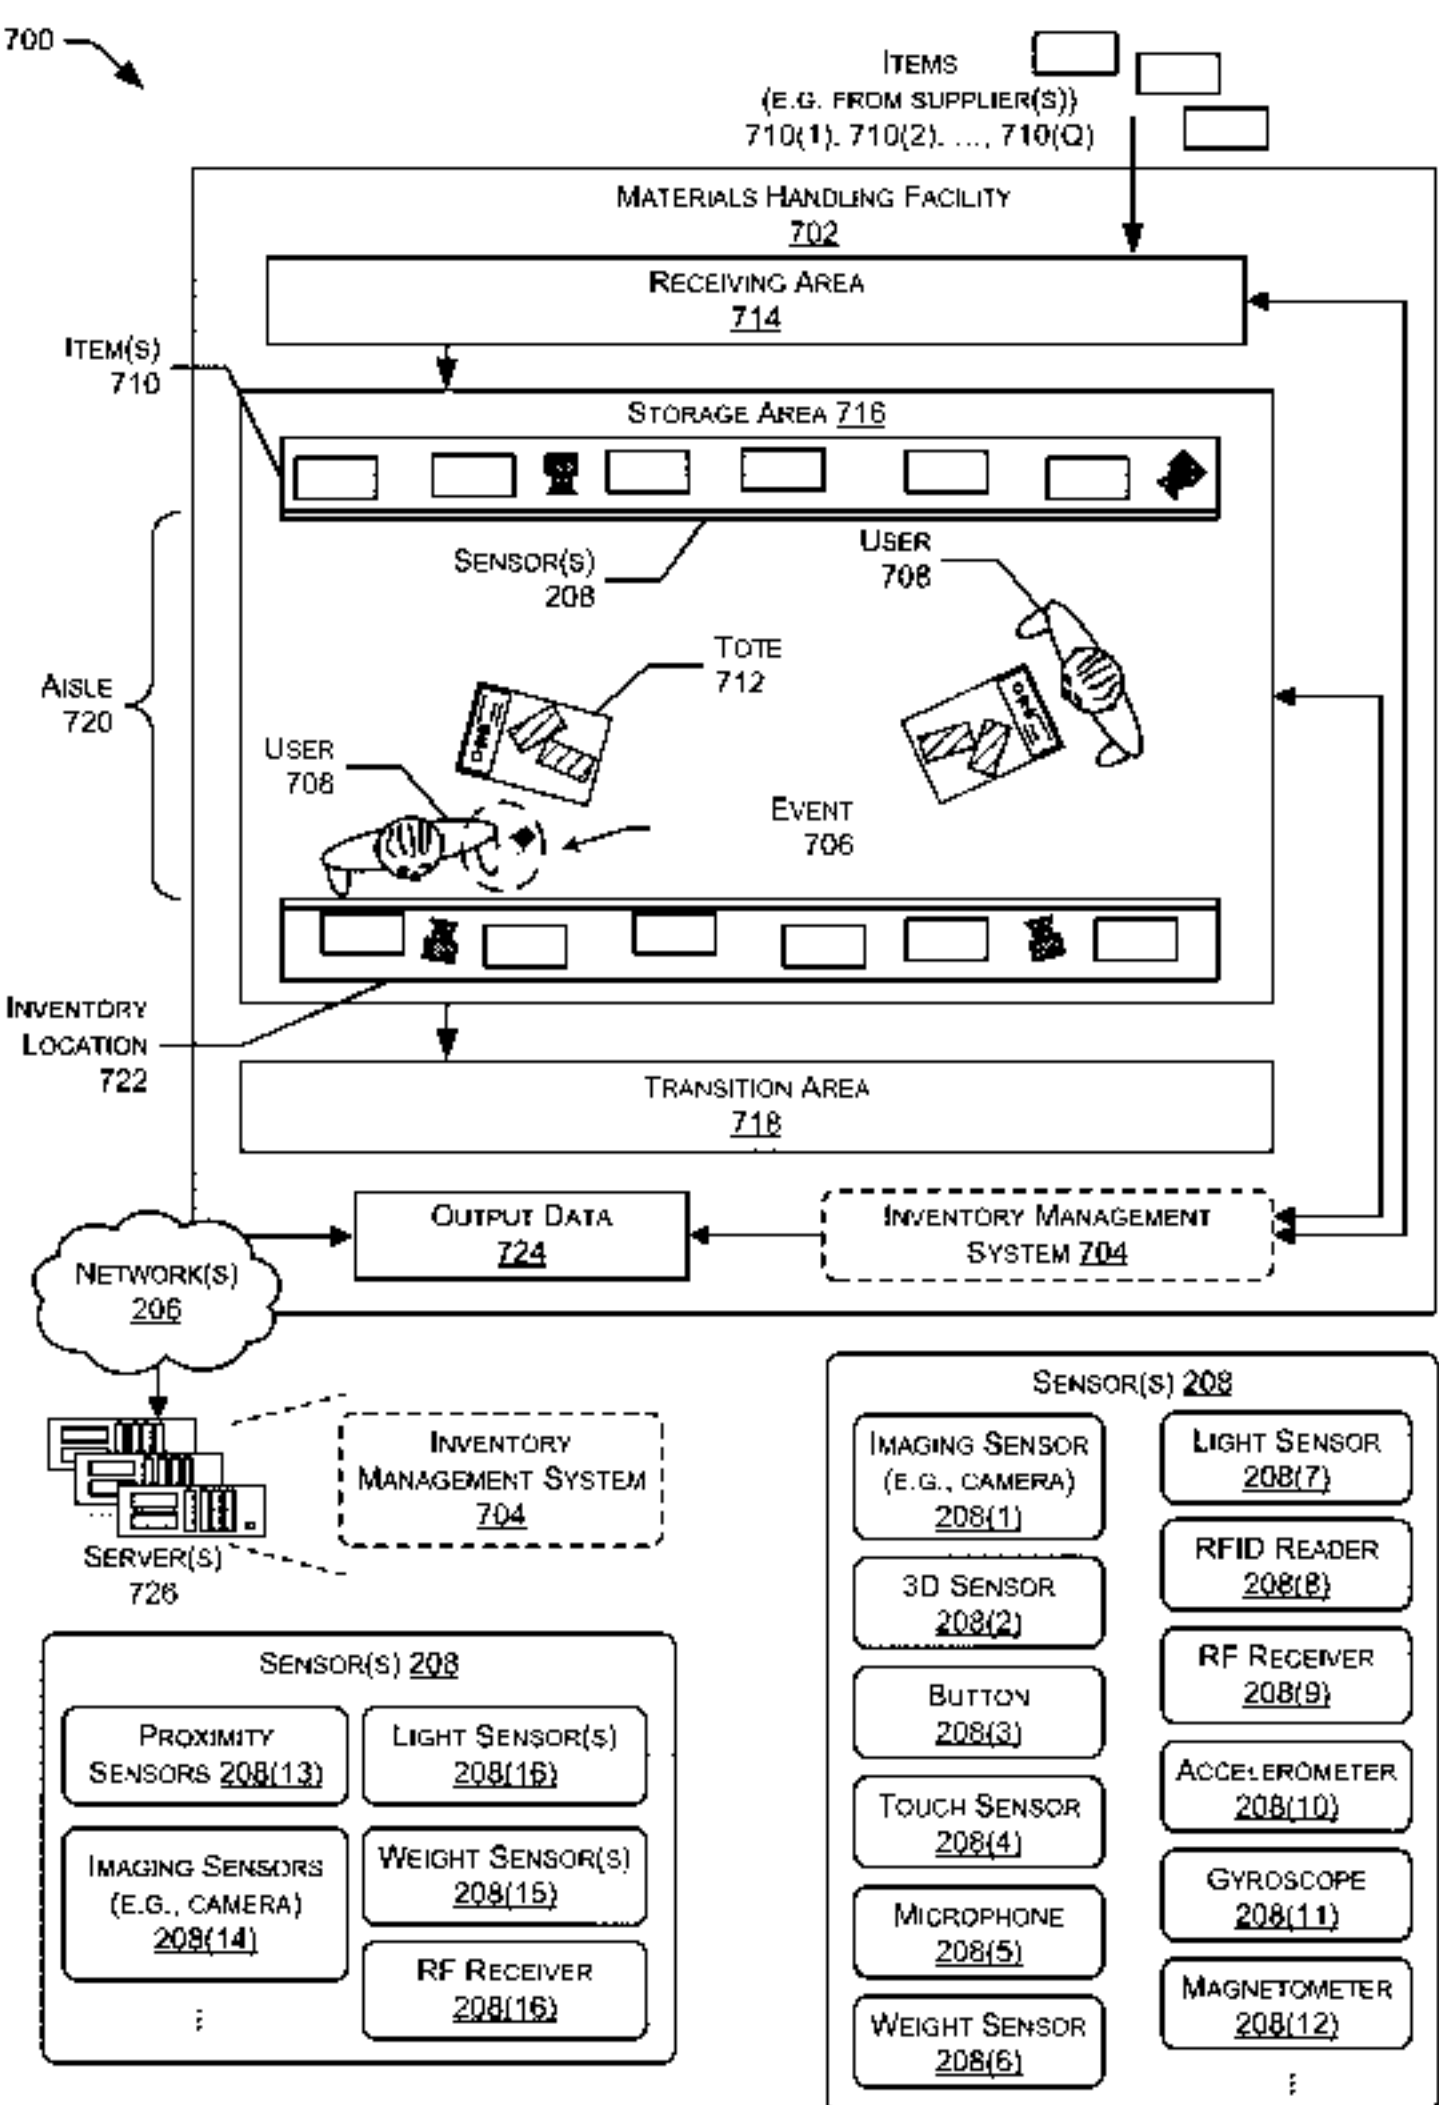 700
ITEMS
(E.G. FROM SUPPLIER(S))
710(1), 710(2), ..., 710(Q)
MATERIALS HANDLING FACILITY
702
RECEIVING AREA
714
ITEM(S)
710
STORAGE AREA 716
SENSOR(S)
208
USER
708
TOTE
712
AISLE
720
USER
708
EVENT
706
INVENTORY
LOCATION
722
TRANSITION AREA
718
OUTPUT DATA
724
INVENTORY MANAGEMENT
SYSTEM 704
NETWORK(S)
206
SERVER(S)
726
INVENTORY
MANAGEMENT SYSTEM
704
SENSOR(S) 208
PROXIMITY
SENSORS 208(13)
IMAGING SENSORS
(E.G., CAMERA)
208(14)
LIGHT SENSOR(S)
208(16)
WEIGHT SENSOR(S)
208(15)
RF RECEIVER
208(16)
SENSOR(S) 208
IMAGING SENSOR
(E.G., CAMERA)
208(1)
3D SENSOR
208(2)
BUTTON
208(3)
TOUCH SENSOR
208(4)
MICROPHONE
208(5)
WEIGHT SENSOR
208(6)
LIGHT SENSOR
208(7)
RFID READER
208(8)
RF RECEIVER
208(9)
ACCELEROMETER
208(10)
GYROSCOPE
208(11)
MAGNETOMETER
208(12)